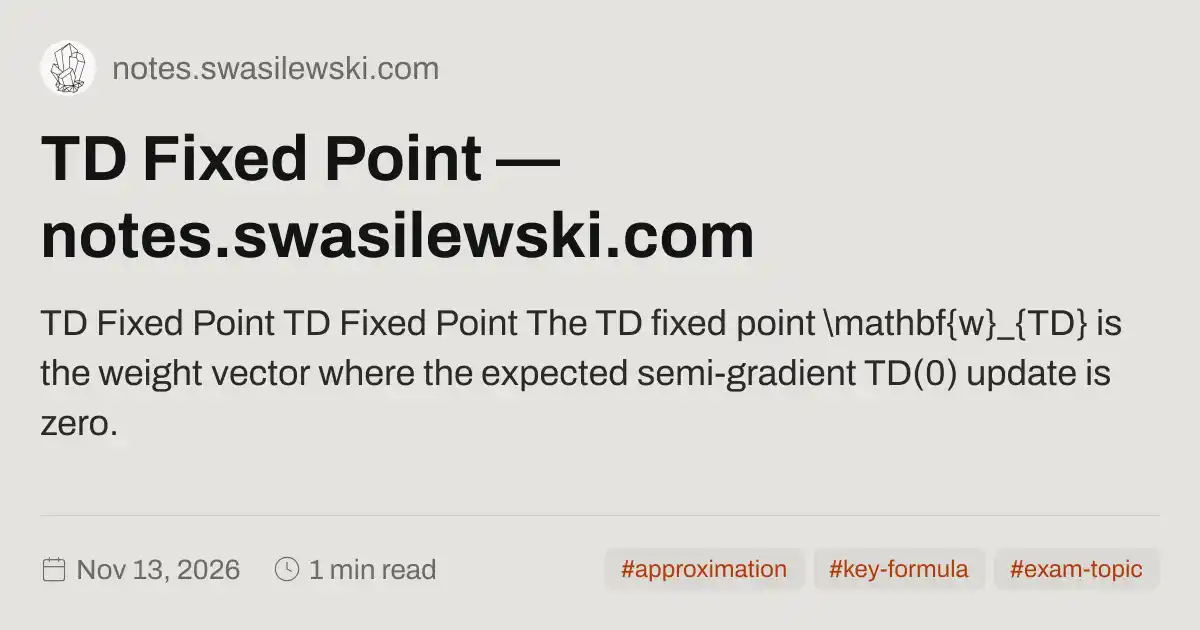 notes.swasilewski.com
TD Fixed Point —
notes.swasilewski.com
TD Fixed Point TD Fixed Point The TD fixed point \mathbf{w}_{TD} is
the weight vector where the expected semi-gradient TD(0) update is
zero.
Nov 13, 2026 1 min read #approximation #key-formula #exam-topic